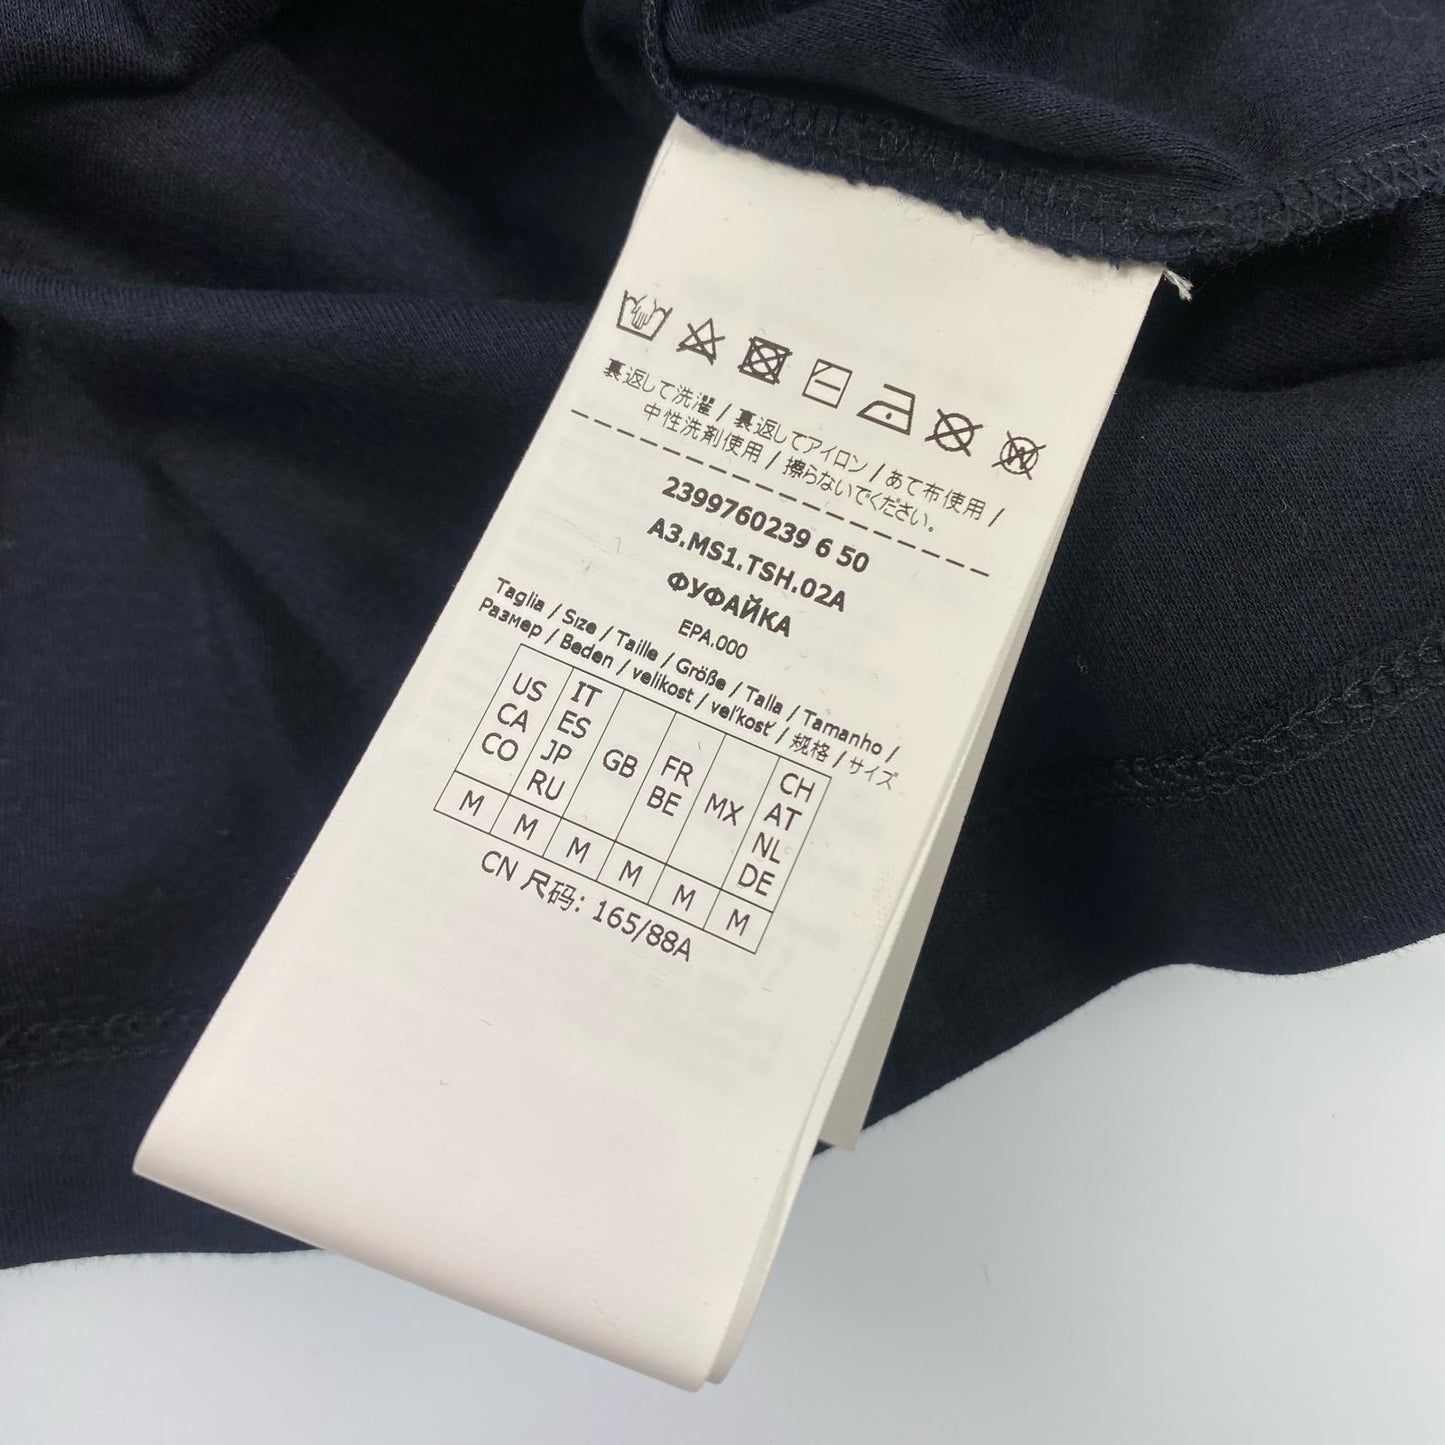 裏返して洗濯 / 裏返してアイロン / あて布使用 /
中性洗剤使用 / 擦らないでください。
2399760239 6 50
A3.MS1.TSH.02A
ФУФАЙКА
EPA.000
Taglia / Size / Taille / Größe / Talla / Tamanho /
Размер / Beden / velikost / veľkosť / 规格 / サイズ
US CA CO
IT ES JP RU
GB
FR BE
MX
CH AT NL DE
M M M M M M
CN 尺码: 165/88A